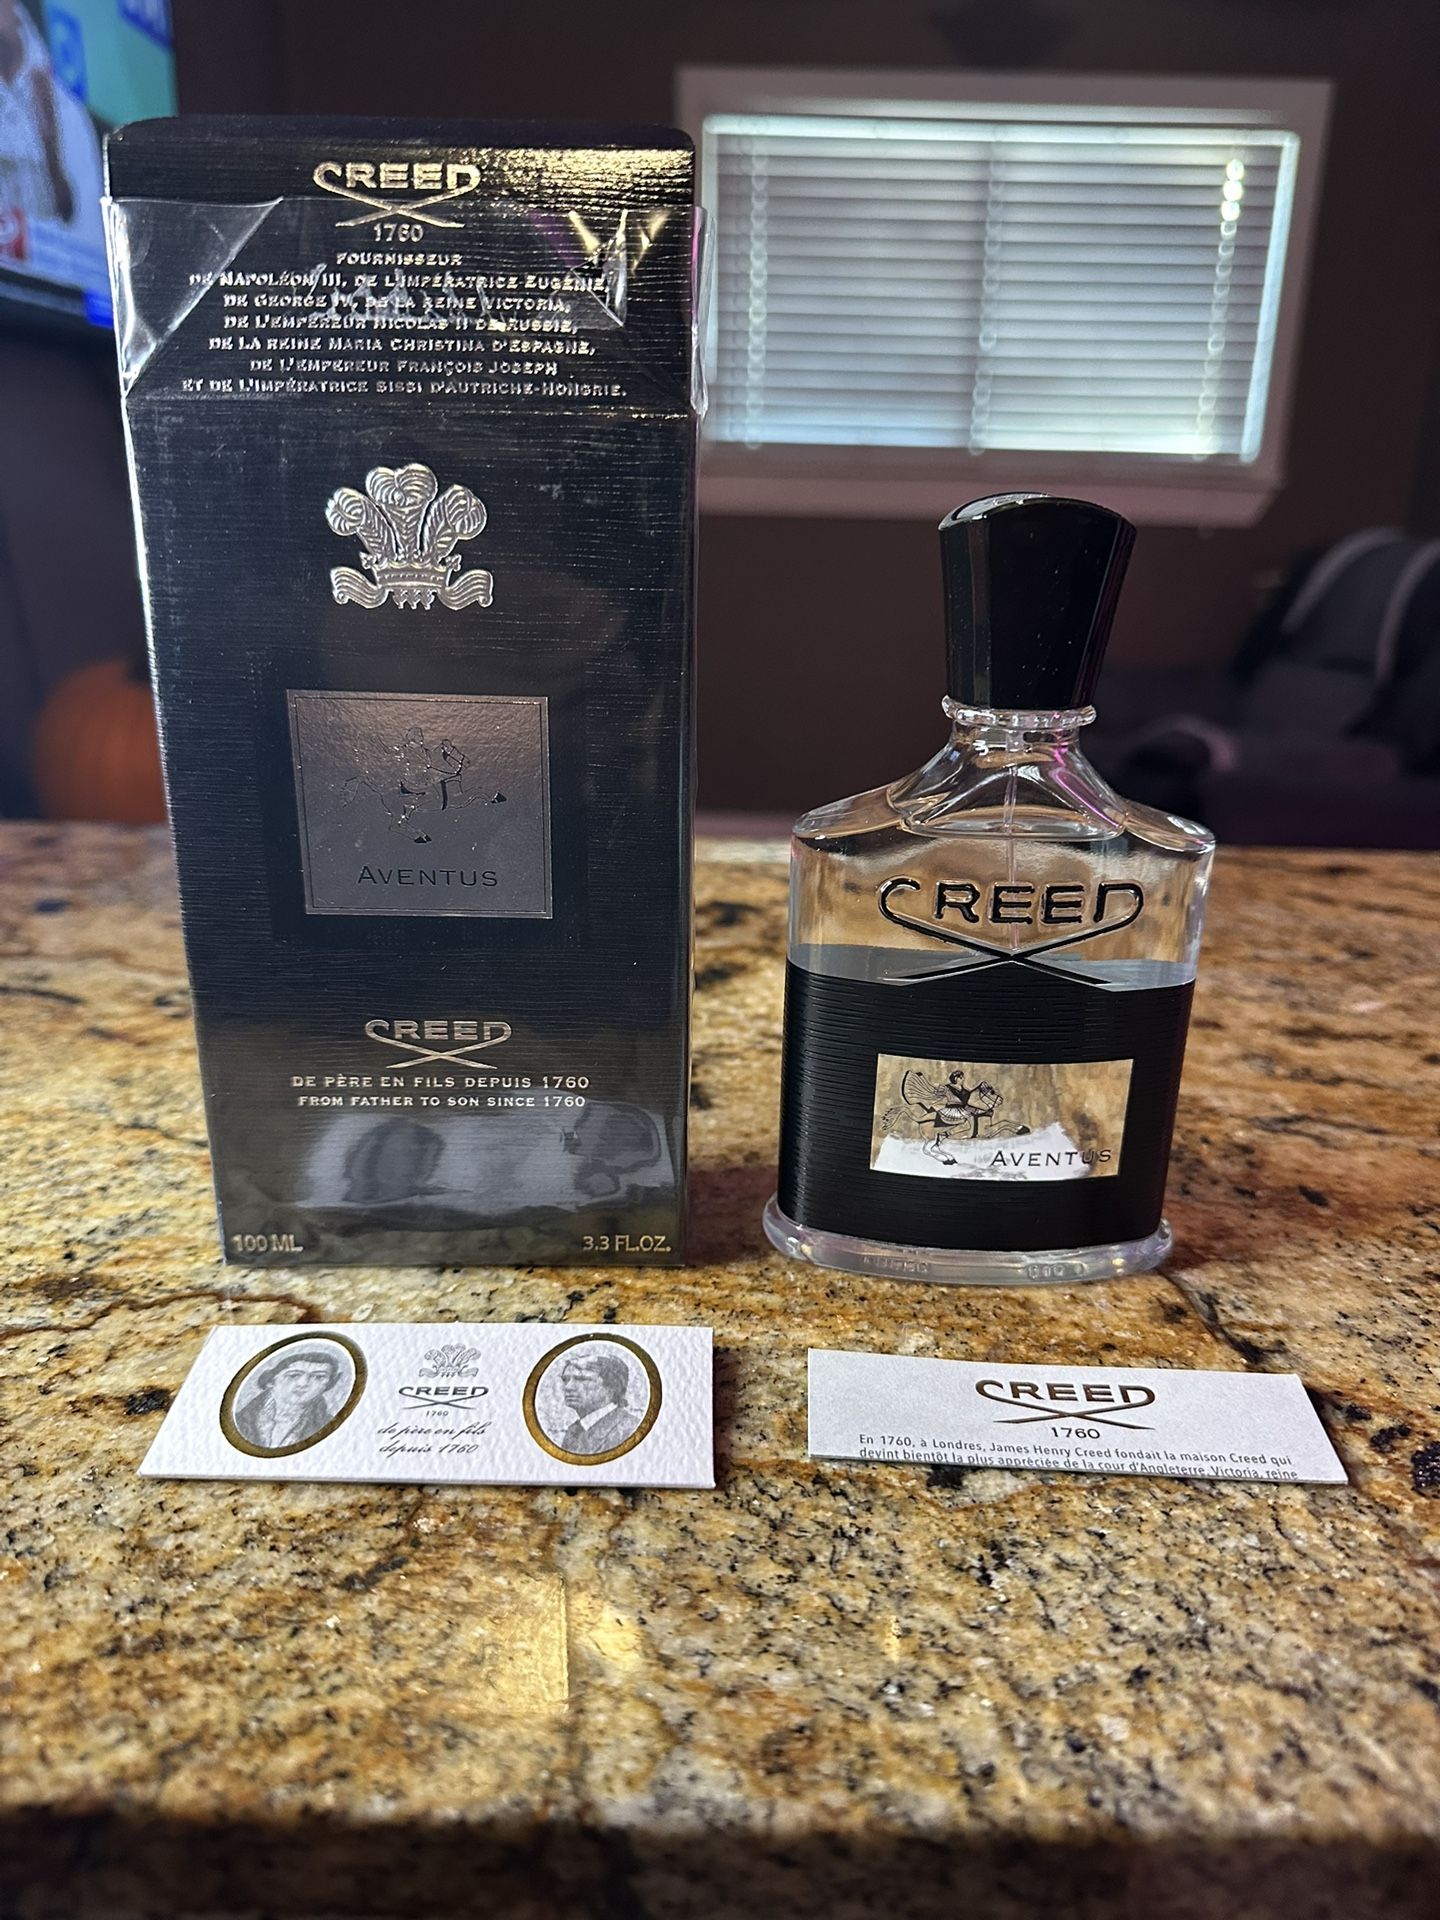 CREED
1760
FOURNISSEUR
DE NAPOLÉON III, DE L'IMPÉRATRICE EUGÉNIE,
DE GEORGE IV, DE LA REINE VICTORIA,
DE L'EMPEREUR NICOLAS II DE RUSSIE,
DE LA REINE MARIA CHRISTINA D'ESPAGNE,
DE L'EMPEREUR FRANÇOIS JOSEPH
ET DE L'IMPÉRATRICE SISSI D'AUTRICHE-HONGRIE.
AVENTUS
CREED
DE PÈRE EN FILS DEPUIS 1760
FROM FATHER TO SON SINCE 1760
100 ML
3.3 FL.OZ.
CREED
AVENTUS
CREED
1760
de père en fils
depuis 1760
CREED
1760
En 1760, à Londres, James Henry Creed fondait la maison Creed qui
devint bientôt la plus appréciée de la cour d'Angleterre. Victoria, reine